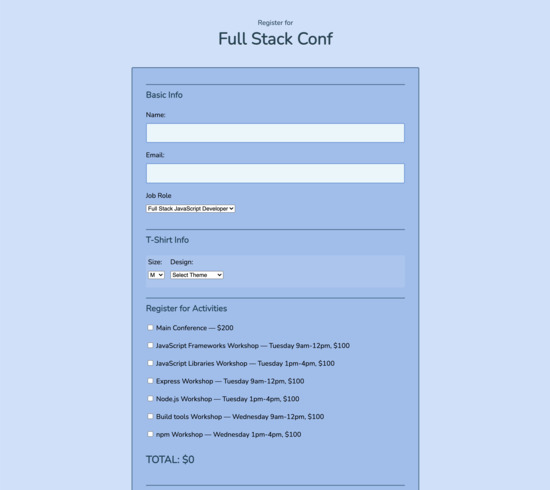 Register for
Full Stack Conf
Basic Info
Name:
Email:
Job Role
Full Stack JavaScript Developer
T-Shirt Info
Size: Design:
M Select Theme
Register for Activities
Main Conference — $200
JavaScript Frameworks Workshop — Tuesday 9am-12pm, $100
JavaScript Libraries Workshop — Tuesday 1pm-4pm, $100
Express Workshop — Tuesday 9am-12pm, $100
Node.js Workshop — Tuesday 1pm-4pm, $100
Build tools Workshop — Wednesday 9am-12pm, $100
npm Workshop — Wednesday 1pm-4pm, $100
TOTAL: $0